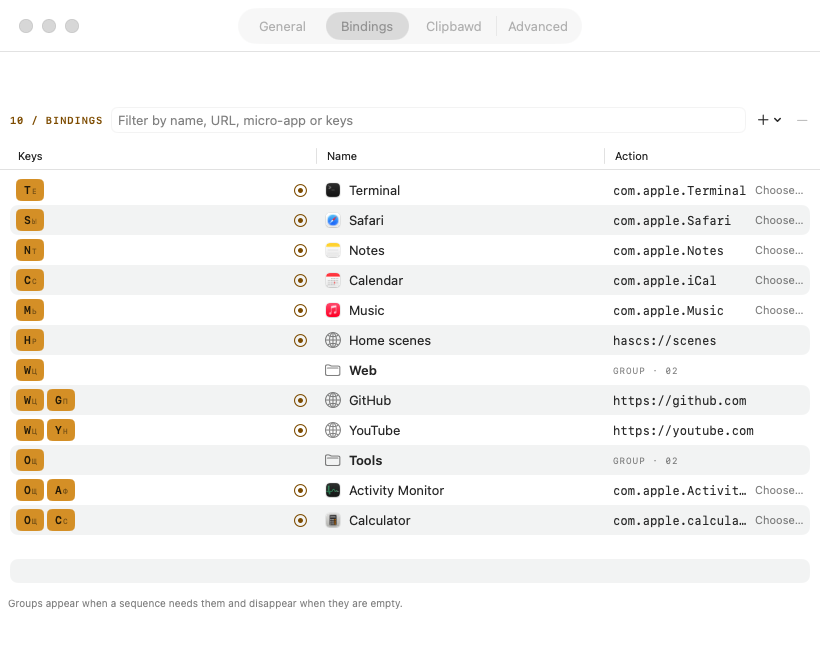 General Bindings Clipbawd Advanced
10 / BINDINGS Filter by name, URL, micro-app or keys
Keys Name Action
T Е Terminal com.apple.Terminal Choose...
S Ы Safari com.apple.Safari Choose...
N Т Notes com.apple.Notes Choose...
C С Calendar com.apple.iCal Choose...
M Ь Music com.apple.Music Choose...
H Р Home scenes hascs://scenes
W Ц Web GROUP · 02
W Ц G П GitHub https://github.com
W Ц Y Н YouTube https://youtube.com
O Щ Tools GROUP · 02
O Щ A Ф Activity Monitor com.apple.Activit… Choose...
O Щ C С Calculator com.apple.calcula… Choose...
Groups appear when a sequence needs them and disappear when they are empty.